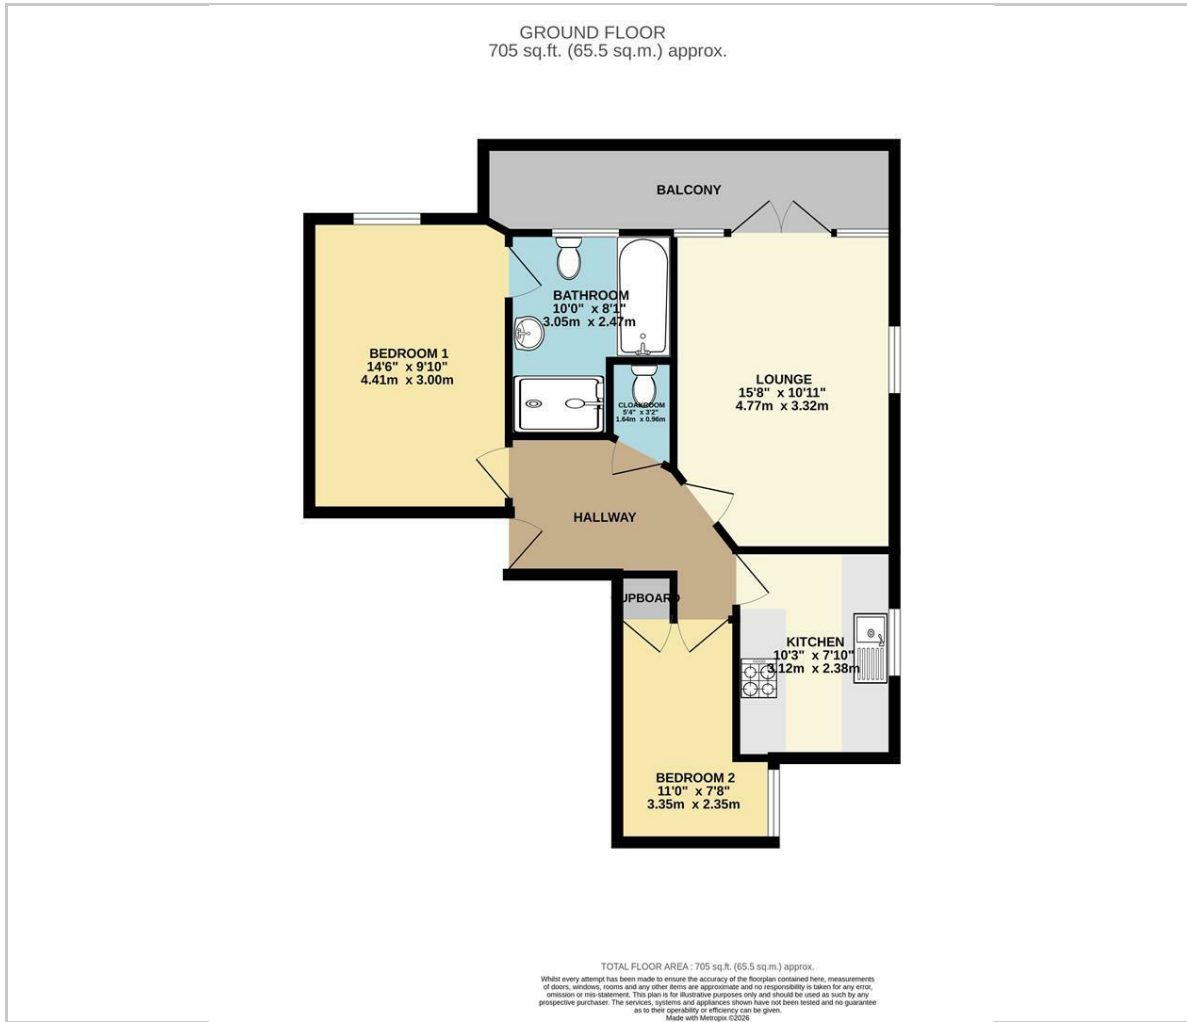 GROUND FLOOR
705 sq.ft. (65.5 sq.m.) approx.
BALCONY
BATHROOM
10'0" x 8'1"
3.05m x 2.47m
BEDROOM 1
14'6" x 9'10"
4.41m x 3.00m
LOUNGE
15'8" x 10'11"
4.77m x 3.32m
CLOAKROOM
5'4" x 3'2"
1.64m x 0.96m
HALLWAY
CUPBOARD
KITCHEN
10'3" x 7'10"
3.12m x 2.38m
BEDROOM 2
11'0" x 7'8"
3.35m x 2.35m
TOTAL FLOOR AREA : 705 sq.ft. (65.5 sq.m.) approx.
Whilst every attempt has been made to ensure the accuracy of the floorplan contained here, measurements
of doors, windows, rooms and any other items are approximate and no responsibility is taken for any error,
omission or mis-statement. This plan is for illustrative purposes only and should be used as such by any
prospective purchaser. The services, systems and appliances shown have not been tested and no guarantee
as to their operability or efficiency can be given.
Made with Metropix ©2026